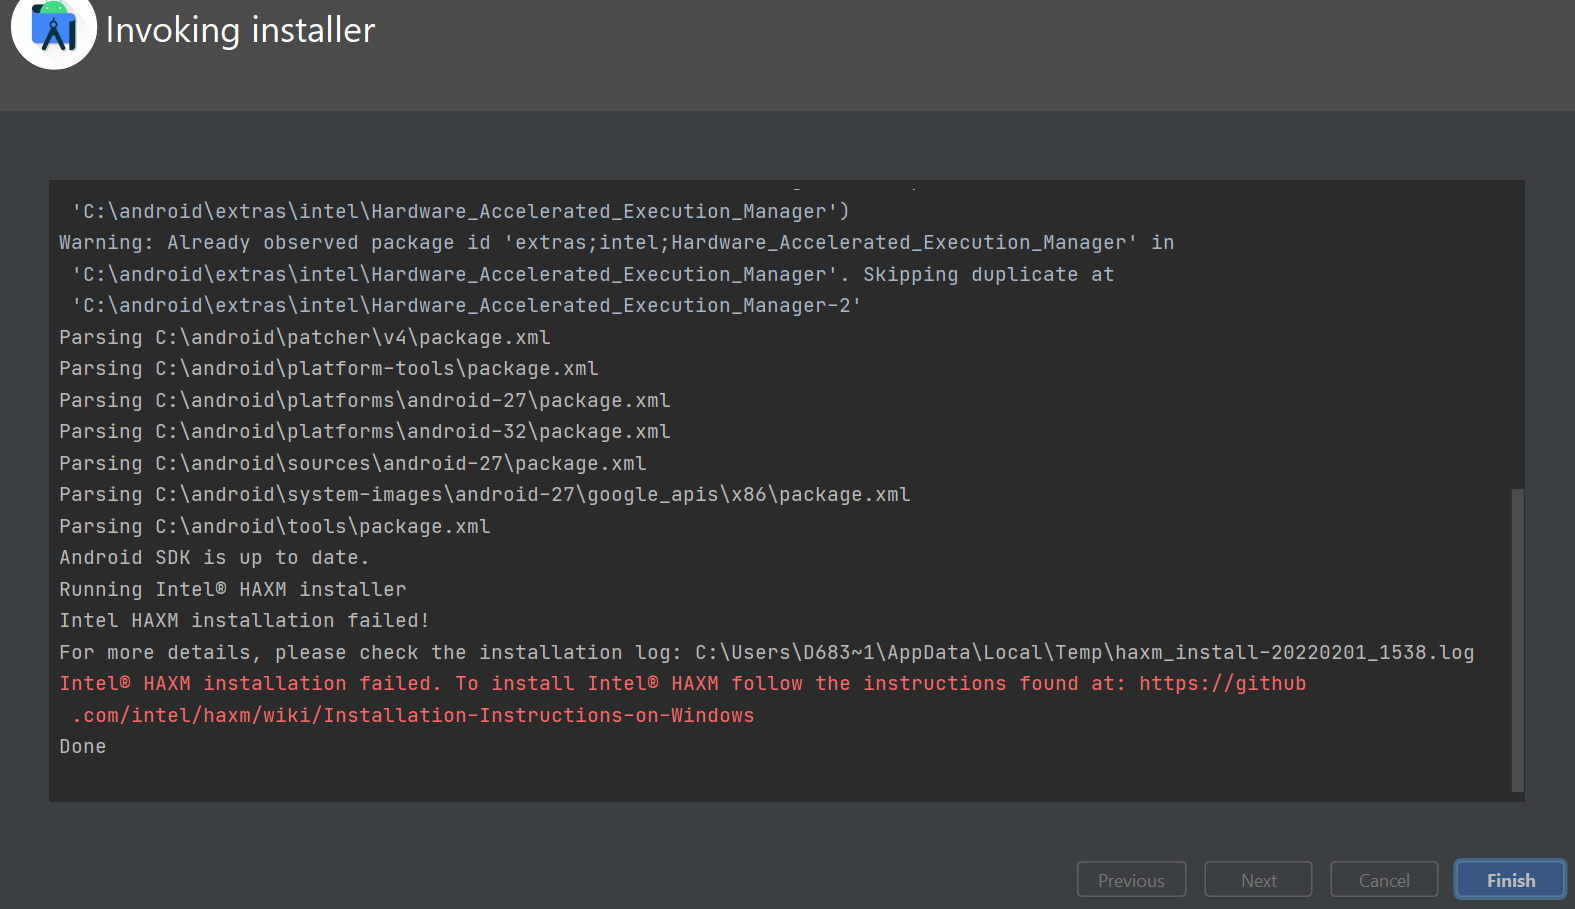 Invoking installer
'C:\android\extras\intel\Hardware_Accelerated_Execution_Manager')
Warning: Already observed package id 'extras;intel;Hardware_Accelerated_Execution_Manager' in
'C:\android\extras\intel\Hardware_Accelerated_Execution_Manager'. Skipping duplicate at
'C:\android\extras\intel\Hardware_Accelerated_Execution_Manager-2'
Parsing C:\android\patcher\v4\package.xml
Parsing C:\android\platform-tools\package.xml
Parsing C:\android\platforms\android-27\package.xml
Parsing C:\android\platforms\android-32\package.xml
Parsing C:\android\sources\android-27\package.xml
Parsing C:\android\system-images\android-27\google_apis\x86\package.xml
Parsing C:\android\tools\package.xml
Android SDK is up to date.
Running Intel® HAXM installer
Intel HAXM installation failed!
For more details, please check the installation log: C:\Users\D683~1\AppData\Local\Temp\haxm_install-20220201_1538.log
Intel® HAXM installation failed. To install Intel® HAXM follow the instructions found at: https://github
.com/intel/haxm/wiki/Installation-Instructions-on-Windows
Done
Previous Next Cancel Finish